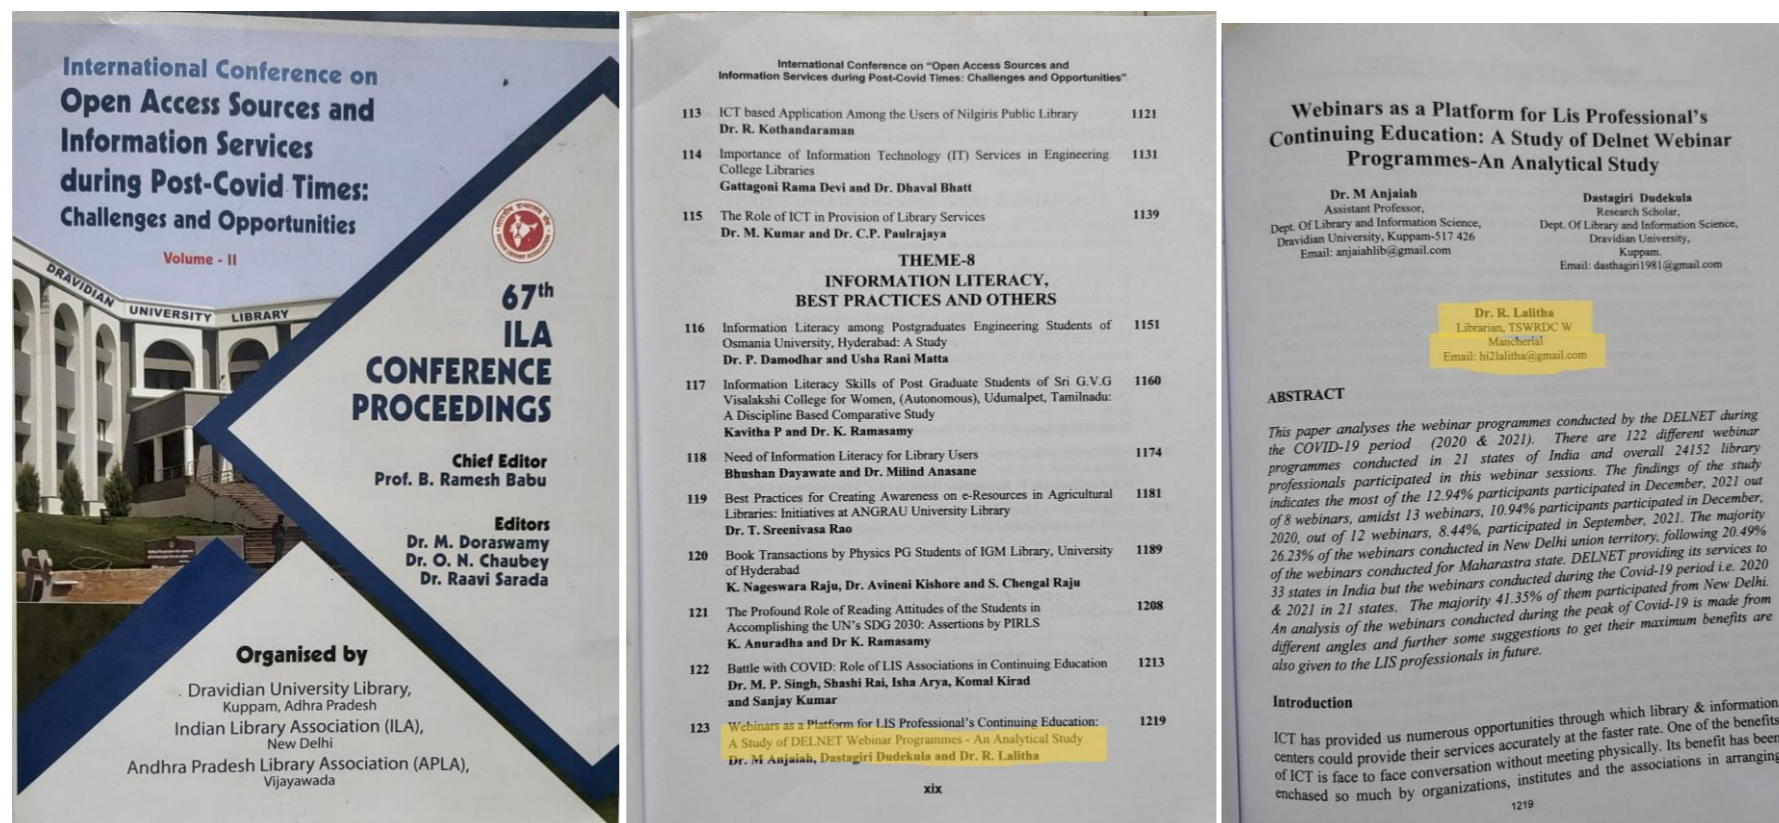 International Conference on
Open Access Sources and
Information Services
during Post-Covid Times:
Challenges and Opportunities
Volume - II
DRAVIDIAN UNIVERSITY LIBRARY
67th
ILA
CONFERENCE
PROCEEDINGS
Chief Editor
Prof. B. Ramesh Babu
Editors
Dr. M. Doraswamy
Dr. O. N. Chaubey
Dr. Raavi Sarada
Organised by
Dravidian University Library,
Kuppam, Adhra Pradesh
Indian Library Association (ILA),
New Delhi
Andhra Pradesh Library Association (APLA),
Vijayawada
International Conference on "Open Access Sources and
Information Services during Post-Covid Times: Challenges and Opportunities"
113 ICT based Application Among the Users of Nilgiris Public Library 1121
Dr. R. Kothandaraman
114 Importance of Information Technology (IT) Services in Engineering 1131
College Libraries
Gattagoni Rama Devi and Dr. Dhaval Bhatt
115 The Role of ICT in Provision of Library Services 1139
Dr. M. Kumar and Dr. C.P. Paulrajaya
THEME-8
INFORMATION LITERACY,
BEST PRACTICES AND OTHERS
116 Information Literacy among Postgraduates Engineering Students of 1151
Osmania University, Hyderabad: A Study
Dr. P. Damodhar and Usha Rani Matta
117 Information Literacy Skills of Post Graduate Students of Sri G.V.G 1160
Visalakshi College for Women, (Autonomous), Udumalpet, Tamilnadu:
A Discipline Based Comparative Study
Kavitha P and Dr. K. Ramasamy
118 Need of Information Literacy for Library Users 1174
Bhushan Dayawate and Dr. Milind Anasane
119 Best Practices for Creating Awareness on e-Resources in Agricultural 1181
Libraries: Initiatives at ANGRAU University Library
Dr. T. Sreenivasa Rao
120 Book Transactions by Physics PG Students of IGM Library, University 1189
of Hyderabad
K. Nageswara Raju, Dr. Avineni Kishore and S. Chengal Raju
121 The Profound Role of Reading Attitudes of the Students in 1208
Accomplishing the UN's SDG 2030: Assertions by PIRLS
K. Anuradha and Dr K. Ramasamy
122 Battle with COVID: Role of LIS Associations in Continuing Education 1213
Dr. M. P. Singh, Shashi Rai, Isha Arya, Komal Kirad
and Sanjay Kumar
123 Webinars as a Platform for LIS Professional's Continuing Education: 1219
A Study of DELNET Webinar Programmes - An Analytical Study
Dr. M Anjaiah, Dastagiri Dudekula and Dr. R. Lalitha
xix
Webinars as a Platform for Lis Professional's
Continuing Education: A Study of Delnet Webinar
Programmes-An Analytical Study
Dr. M Anjaiah
Assistant Professor,
Dept. Of Library and Information Science,
Dravidian University, Kuppam-517 426
Email: anjaiahlib@gmail.com
Dastagiri Dudekula
Research Scholar,
Dept. Of Library and Information Science,
Dravidian University,
Kuppam.
Email: dasthagiri1981@gmail.com
Dr. R. Lalitha
Librarian, TSWRDC W
Mancherial
Email: hi2lalitha@gmail.com
ABSTRACT
This paper analyses the webinar programmes conducted by the DELNET during
the COVID-19 period (2020 & 2021). There are 122 different webinar
programmes conducted in 21 states of India and overall 24152 library
professionals participated in this webinar sessions. The findings of the study
indicates the most of the 12.94% participants participated in December, 2021 out
of 8 webinars, amidst 13 webinars, 10.94% participants participated in December,
2020, out of 12 webinars, 8.44%, participated in September, 2021. The majority
26.23% of the webinars conducted in New Delhi union territory, following 20.49%
of the webinars conducted for Maharastra state. DELNET providing its services to
33 states in India but the webinars conducted during the Covid-19 period i.e. 2020
& 2021 in 21 states. The majority 41.35% of them participated from New Delhi.
An analysis of the webinars conducted during the peak of Covid-19 is made from
different angles and further some suggestions to get their maximum benefits are
also given to the LIS professionals in future.
Introduction
ICT has provided us numerous opportunities through which library & information
centers could provide their services accurately at the faster rate. One of the benefits
of ICT is face to face conversation without meeting physically. Its benefit has been
enchased so much by organizations, institutes and the associations in arranging
1219